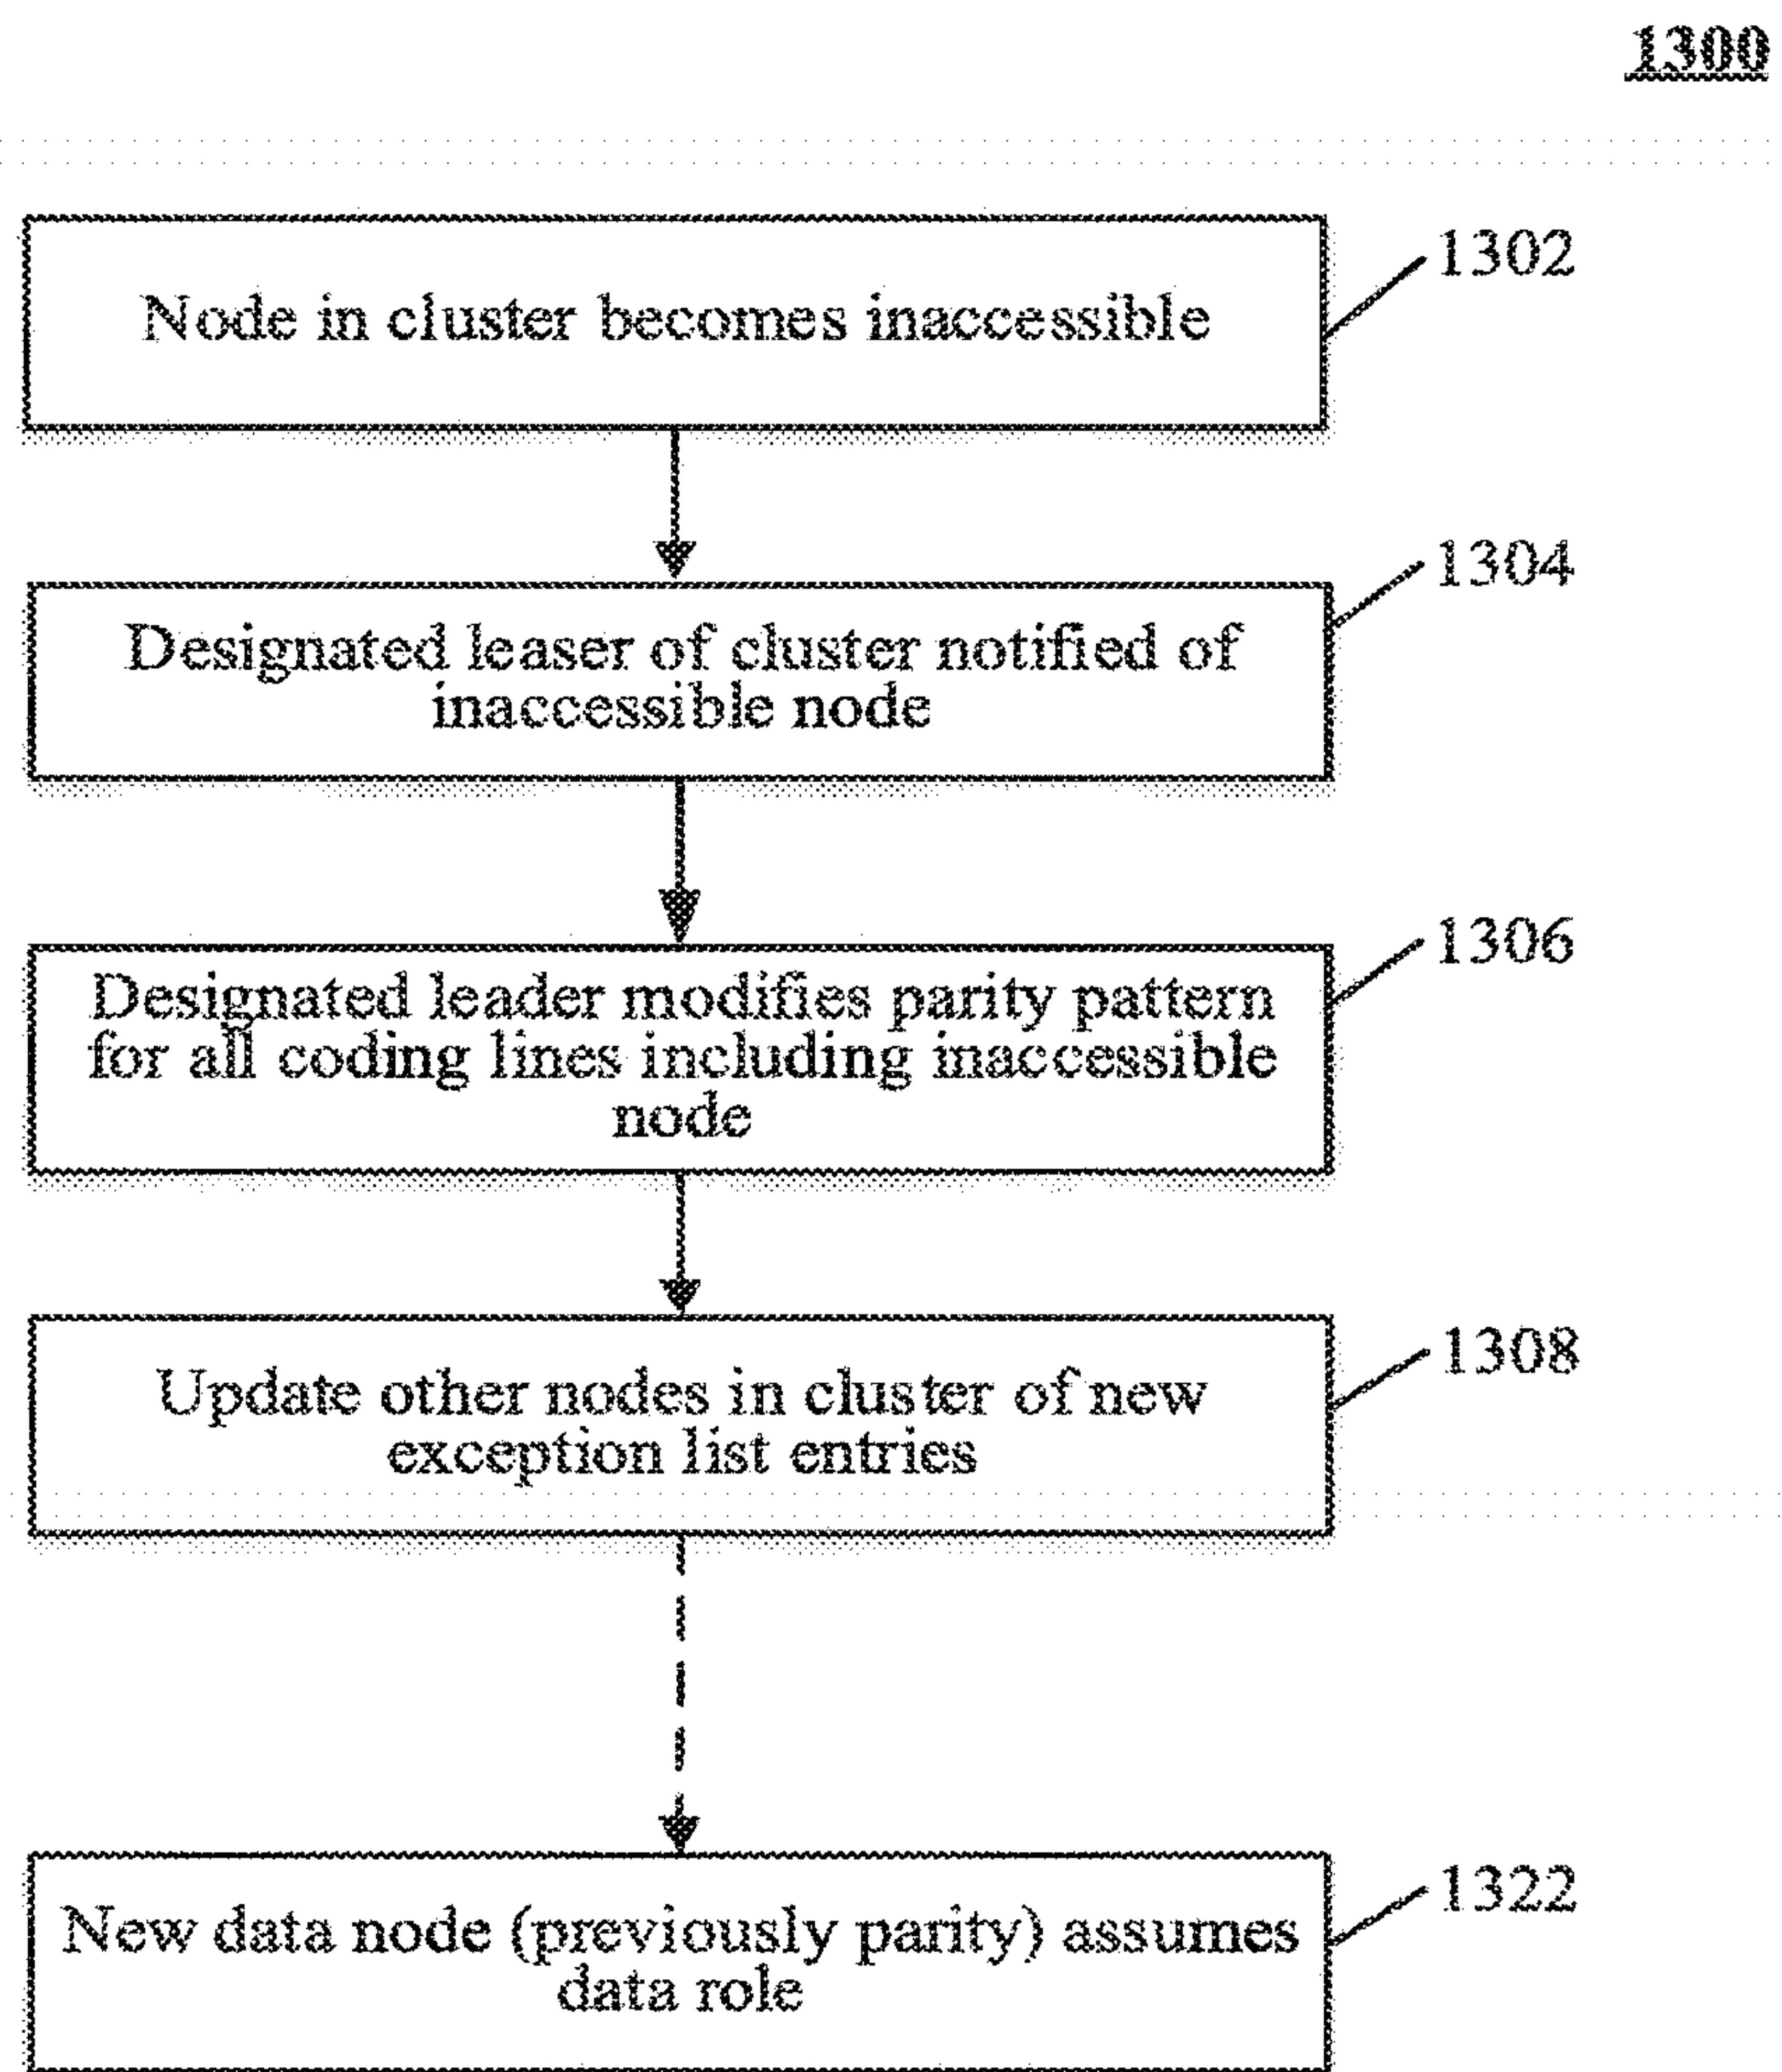 1300
Node in cluster becomes inaccessible
1302
Designated leaser of cluster notified of
inaccessible node
1304
Designated leader modifies parity pattern
for all coding lines including inaccessible
node
1306
Update other nodes in cluster of new
exception list entries
1308
New data node (previously parity) assumes
data role
1322